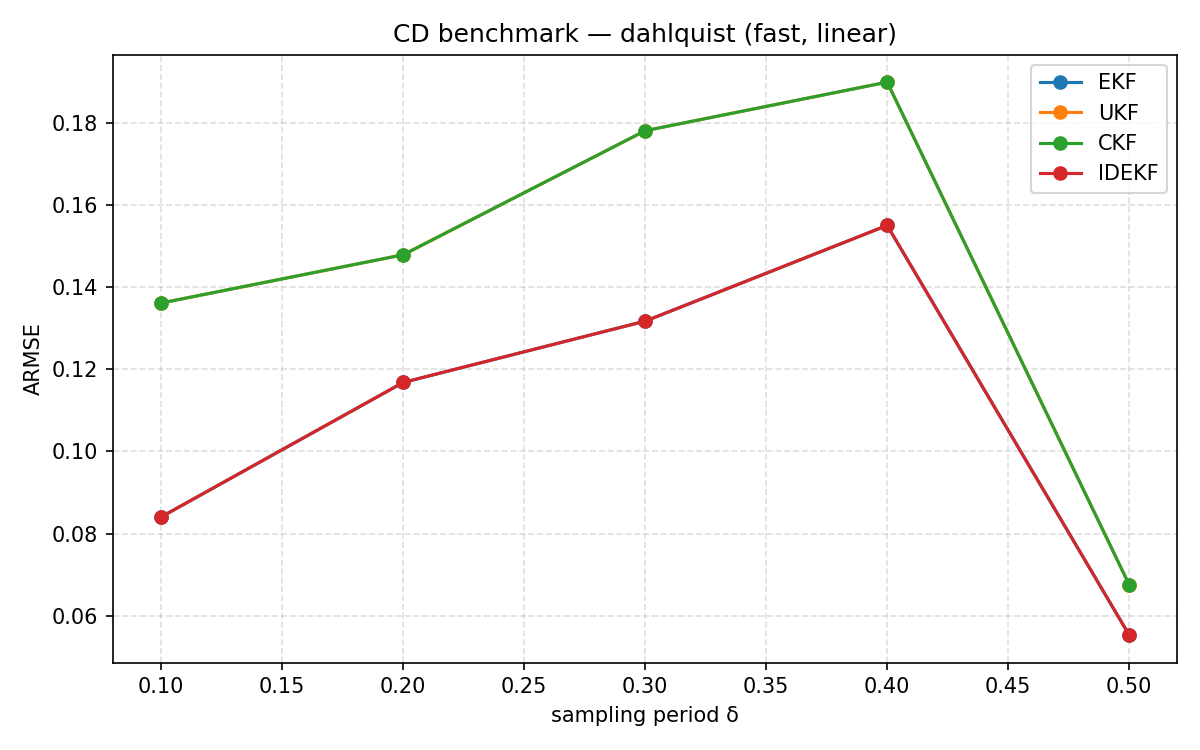 CD benchmark — dahlquist (fast, linear)
EKF
UKF
CKF
IDEKF
ARMSE
0.18
0.16
0.14
0.12
0.10
0.08
0.06
0.10 0.15 0.20 0.25 0.30 0.35 0.40 0.45 0.50
sampling period δ